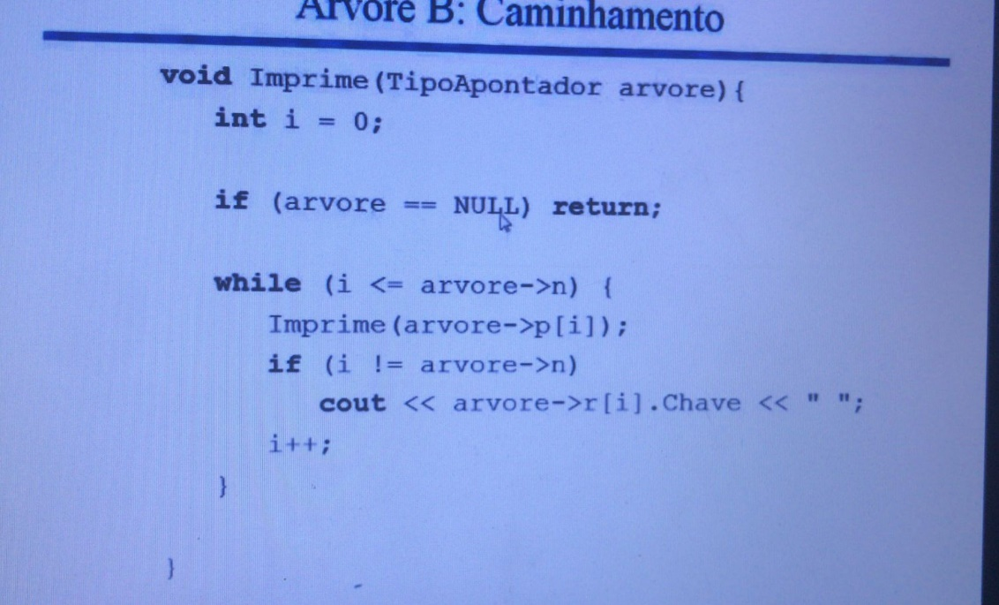 Árvore B: Caminhamento
void Imprime(TipoApontador arvore){
int i = 0;
if (arvore == NULL) return;
while (i <= arvore->n) {
Imprime(arvore->p[i]);
if (i != arvore->n)
cout << arvore->r[i].Chave << " ";
i++;
}
}